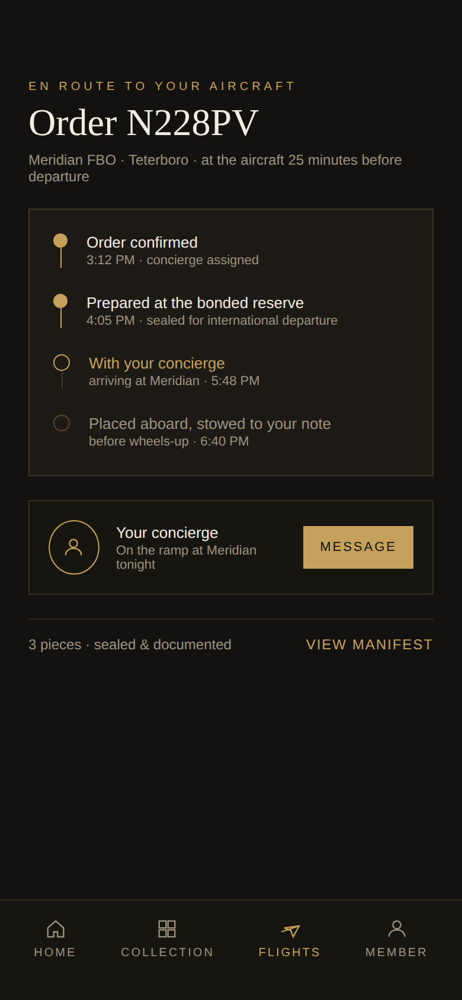 EN ROUTE TO YOUR AIRCRAFT
Order N228PV
Meridian FBO · Teterboro · at the aircraft 25 minutes before
departure
Order confirmed
3:12 PM · concierge assigned
Prepared at the bonded reserve
4:05 PM · sealed for international departure
With your concierge
arriving at Meridian · 5:48 PM
Placed aboard, stowed to your note
before wheels-up · 6:40 PM
Your concierge
On the ramp at Meridian
tonight
MESSAGE
3 pieces · sealed & documented
VIEW MANIFEST
HOME
COLLECTION
FLIGHTS
MEMBER